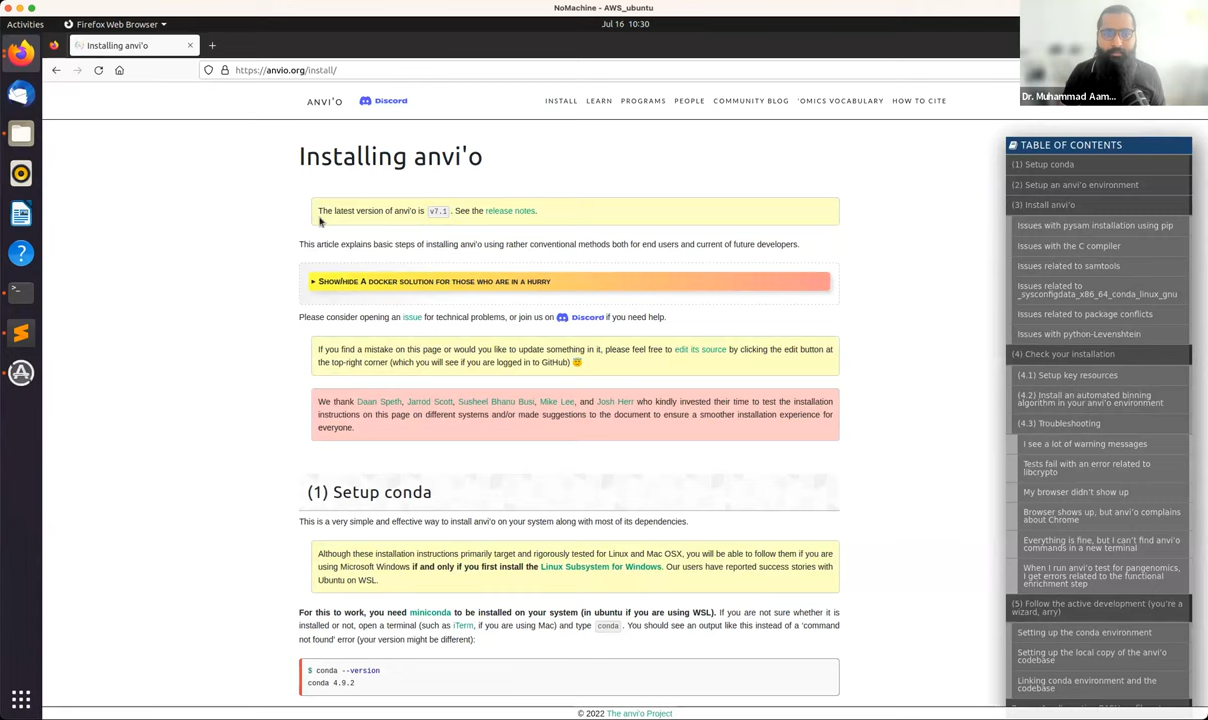 NoMachine - AWS_ubuntu
Activities
Firefox Web Browser
Jul 16 10:30
Installing anvi'o
https://anvio.org/install/
Dr. Muhammad Aam...
ANVI'O
Discord
INSTALL LEARN PROGRAMS PEOPLE COMMUNITY BLOG 'OMICS VOCABULARY HOW TO CITE
Installing anvi'o
The latest version of anvi'o is v7.1. See the release notes.
This article explains basic steps of installing anvi'o using rather conventional methods both for end users and current of future developers.
▸ SHOW/HIDE A DOCKER SOLUTION FOR THOSE WHO ARE IN A HURRY
Please consider opening an issue for technical problems, or join us on Discord if you need help.
If you find a mistake on this page or would you like to update something in it, please feel free to edit its source by clicking the edit button at
the top-right corner (which you will see if you are logged in to GitHub) 😇
We thank Daan Speth, Jarrod Scott, Susheel Bhanu Busi, Mike Lee, and Josh Herr who kindly invested their time to test the installation
instructions on this page on different systems and/or made suggestions to the document to ensure a smoother installation experience for
everyone.
(1) Setup conda
This is a very simple and effective way to install anvi'o on your system along with most of its dependencies.
Although these installation instructions primarily target and rigorously tested for Linux and Mac OSX, you will be able to follow them if you are
using Microsoft Windows if and only if you first install the Linux Subsystem for Windows. Our users have reported success stories with
Ubuntu on WSL.
For this to work, you need miniconda to be installed on your system (in ubuntu if you are using WSL). If you are not sure whether it is
installed or not, open a terminal (such as iTerm, if you are using Mac) and type conda. You should see an output like this instead of a 'command
not found' error (your version might be different):
$ conda --version
conda 4.9.2
© 2022 The anvi'o Project
TABLE OF CONTENTS
(1) Setup conda
(2) Setup an anvi'o environment
(3) Install anvi'o
Issues with pysam installation using pip
Issues with the C compiler
Issues related to samtools
Issues related to
_sysconfigdata_x86_64_conda_linux_gnu
Issues related to package conflicts
Issues with python-Levenshtein
(4) Check your installation
(4.1) Setup key resources
(4.2) Install an automated binning
algorithm in your anvi'o environment
(4.3) Troubleshooting
I see a lot of warning messages
Tests fail with an error related to
libcrypto
My browser didn't show up
Browser shows up, but anvi'o complains
about Chrome
Everything is fine, but I can't find anvi'o
commands in a new terminal
When I run anvi'o test for pangenomics,
I get errors related to the functional
enrichment step
(5) Follow the active development (you're a
wizard, arry)
Setting up the conda environment
Setting up the local copy of the anvi'o
codebase
Linking conda environment and the
codebase